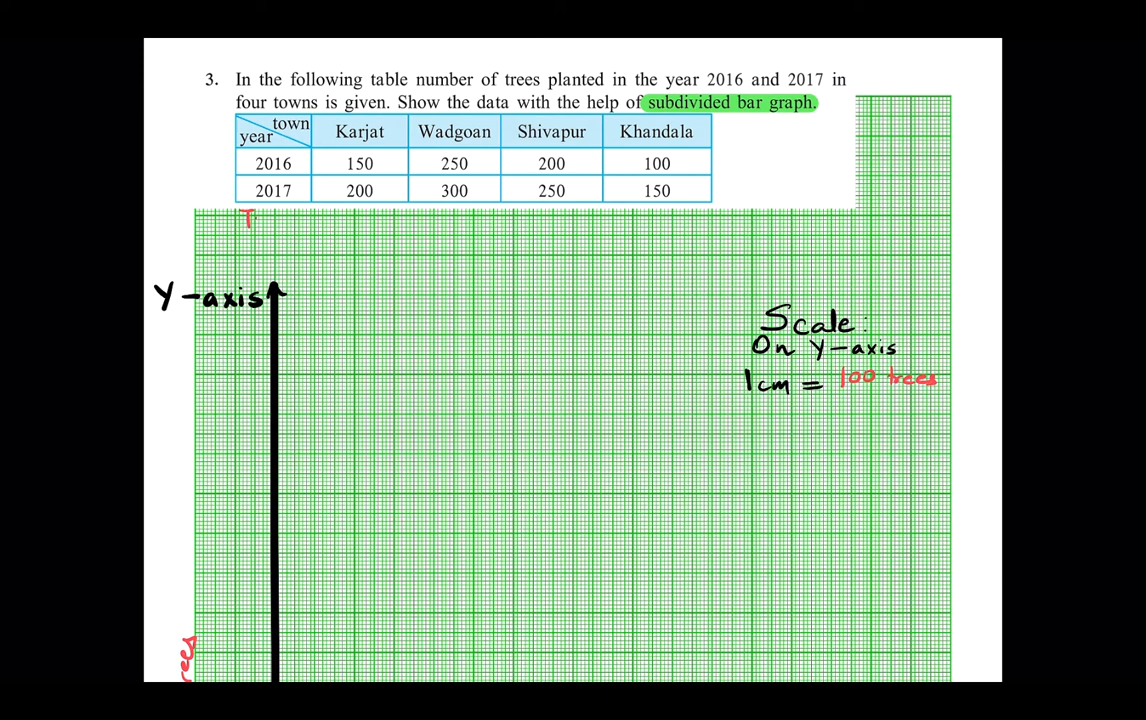 3. In the following table number of trees planted in the year 2016 and 2017 in
four towns is given. Show the data with the help of subdivided bar graph.
town
year Karjat Wadgoan Shivapur Khandala
2016 150 250 200 100
2017 200 300 250 150
T
Y-axis
Scale:
On Y-axis
1cm = 100 trees
rees